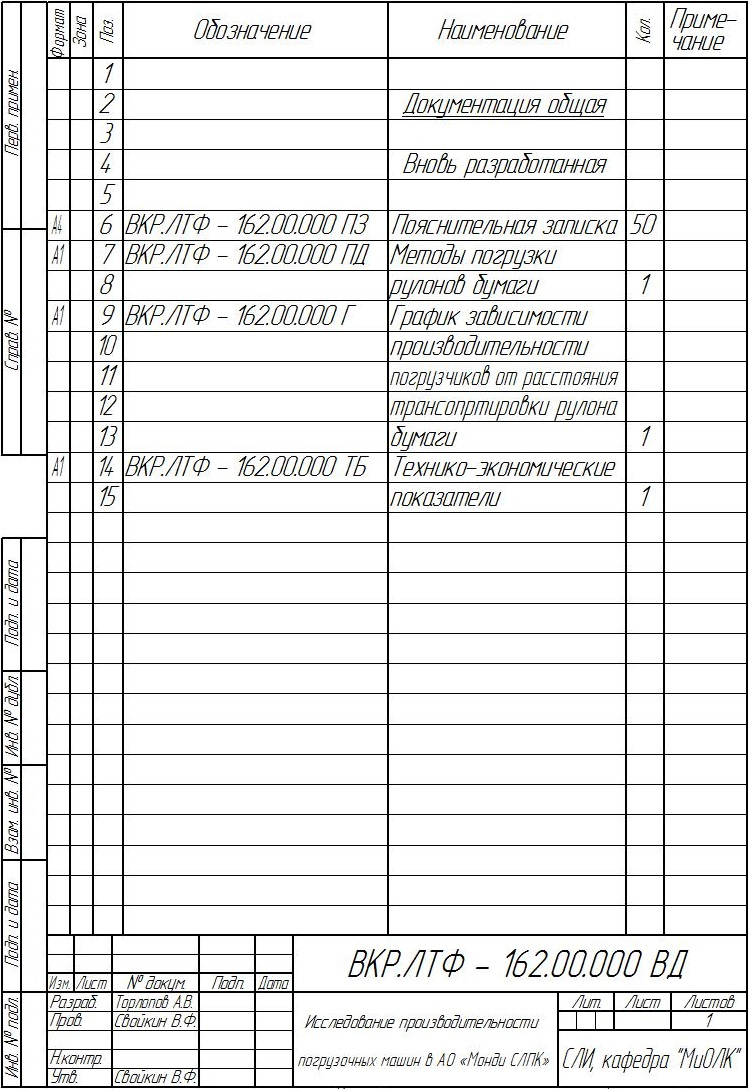 Формат Зона Поз. Обозначение Наименование Кол. Приме-
чание
Перв. примен.
1
2 Документация общая
3
4 Вновь разработанная
5
А4 6 ВКР.ЛТФ – 162.00.000 ПЗ Пояснительная записка 50
А1 7 ВКР.ЛТФ – 162.00.000 ПД Методы погрузки
8 рулонов бумаги 1
Справ. №
А1 9 ВКР.ЛТФ – 162.00.000 Г График зависимости
10 производительности
11 погрузчиков от расстояния
12 трансопртировки рулона
13 бумаги 1
А1 14 ВКР.ЛТФ – 162.00.000 ТБ Технико-экономические
15 показатели 1
Подп. и дата
Инв. № дубл.
Взам. инв. №
Подп. и дата
Инв. № подл.
ВКР.ЛТФ – 162.00.000 ВД
Изм. Лист № докум. Подп. Дата
Разраб. Торлопов А.В.
Пров. Свойкин В.Ф.
Н.контр.
Утв. Свойкин В.Ф.
Исследование производительности
погрузочных машин в АО «Монди СЛПК»
Лит. Лист Листов
1
СЛИ, кафедра "МиОЛК"